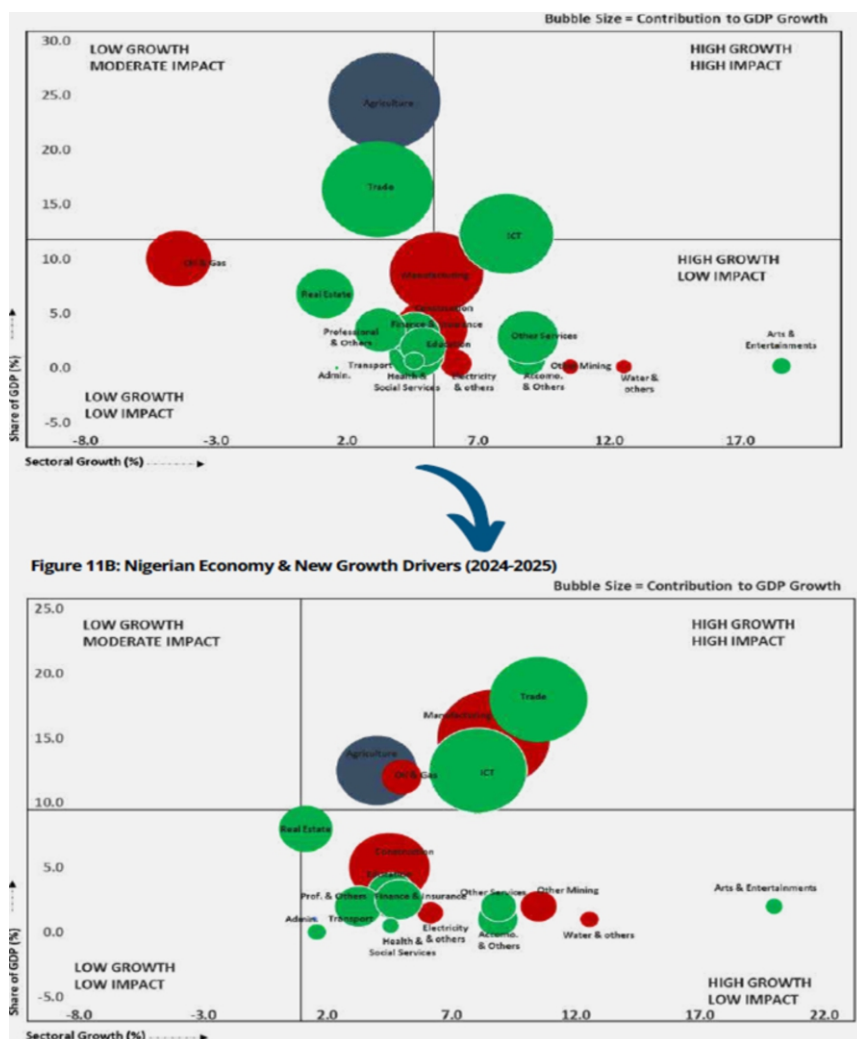 Bubble Size = Contribution to GDP Growth
30.0
LOW GROWTH
MODERATE IMPACT
HIGH GROWTH
HIGH IMPACT
25.0
Agriculture
20.0
Trade
15.0
ICT
10.0
Oil & Gas
Manufacturing
HIGH GROWTH
LOW IMPACT
Real Estate
5.0
Construction
Professional
& Others
Finance & Insurance
Other Services
Arts &
Entertainments
Education
0.0
Transport
Admin.
Health &
Social Services
Electricity
& others
Accomo.
& Others
Other Mining
Water &
others
LOW GROWTH
LOW IMPACT
-5.0
-8.0 -3.0 2.0 7.0 12.0 17.0
Share of GDP (%)
Sectoral Growth (%)
Figure 11B: Nigerian Economy & New Growth Drivers (2024-2025)
Bubble Size = Contribution to GDP Growth
25.0
LOW GROWTH
MODERATE IMPACT
HIGH GROWTH
HIGH IMPACT
20.0
Trade
Manufacturing
15.0
Agriculture
Oil & Gas
ICT
10.0
Real Estate
Construction
5.0
Education
Prof. & Others
Finance & Insurance
Other Services
Other Mining
Arts & Entertainments
Admin.
Transport
0.0
Health &
Social Services
Electricity
& others
Accomo.
& Others
Water & others
LOW GROWTH
LOW IMPACT
HIGH GROWTH
LOW IMPACT
-5.0
-8.0 -3.0 2.0 7.0 12.0 17.0 22.0
Share of GDP (%)
Sectoral Growth (%)